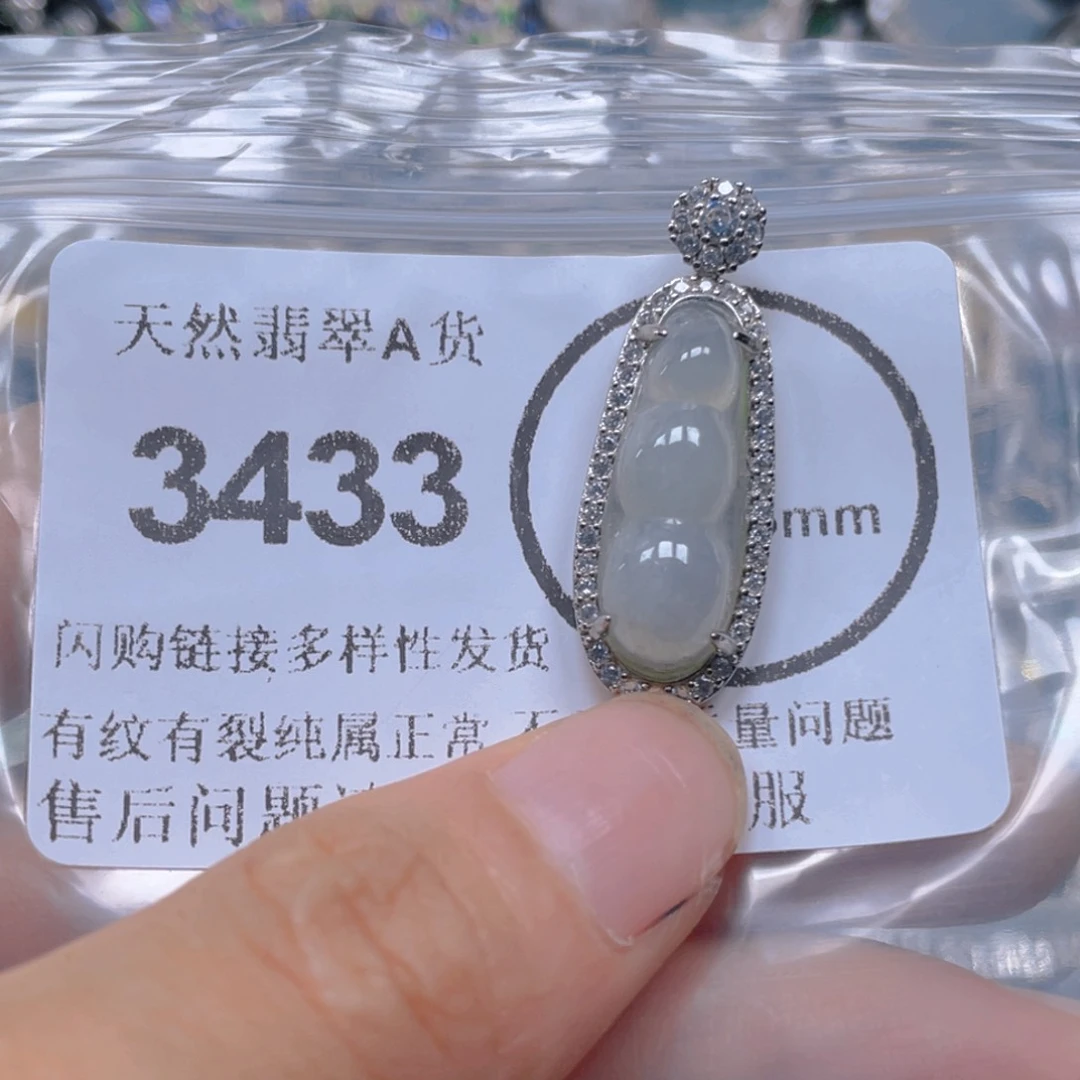 天然翡翠A货
3433
mm
闪购链接多样性发货
有纹有裂纯属正常 量问题
售后问题 服